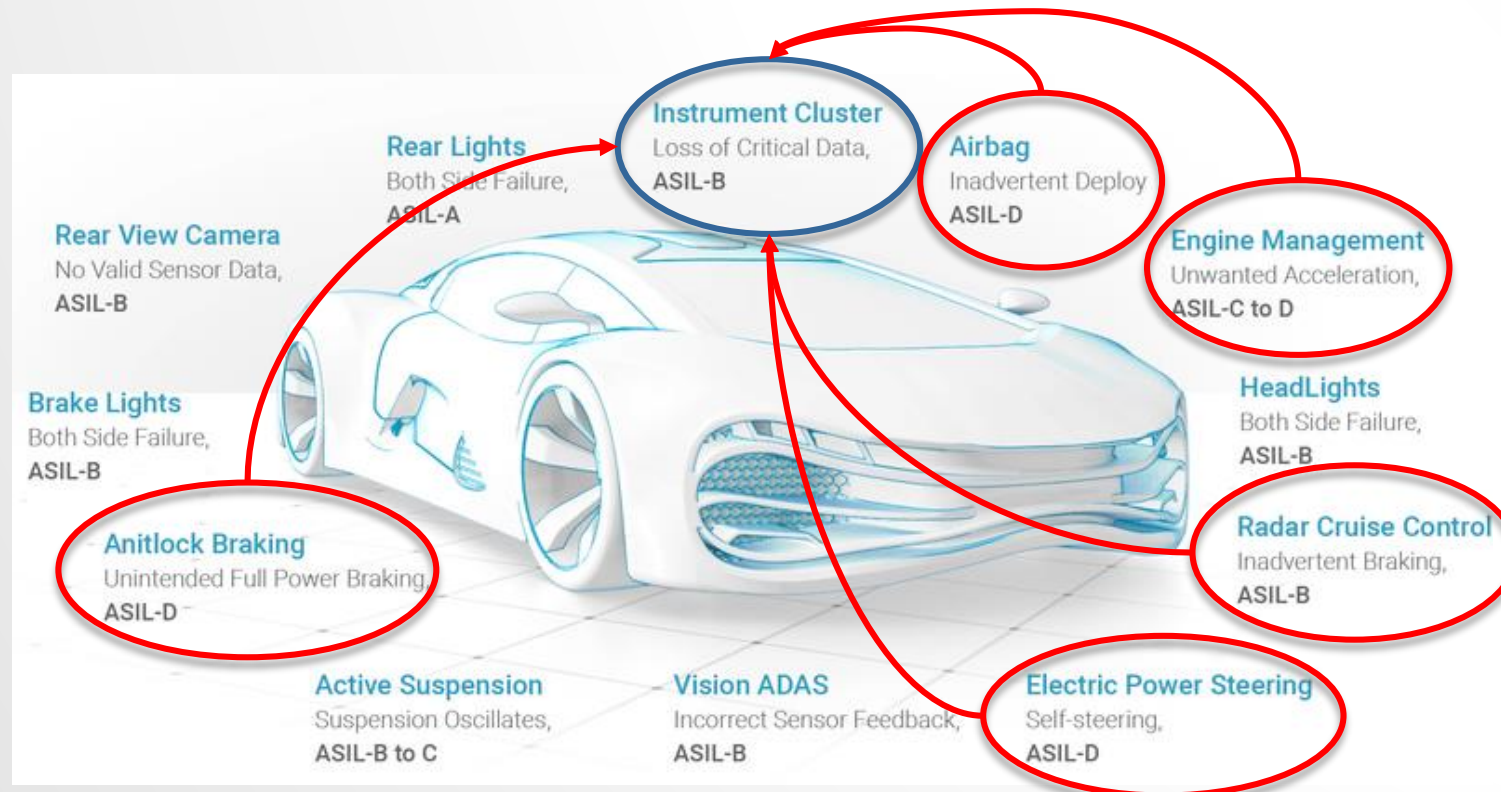 Instrument Cluster
Loss of Critical Data,
ASIL-B
Rear Lights
Both Side Failure,
ASIL-A
Airbag
Inadvertent Deploy
ASIL-D
Rear View Camera
No Valid Sensor Data,
ASIL-B
Engine Management
Unwanted Acceleration,
ASIL-C to D
Brake Lights
Both Side Failure,
ASIL-B
HeadLights
Both Side Failure,
ASIL-B
Anitlock Braking
Unintended Full Power Braking,
ASIL-D
Radar Cruise Control
Inadvertent Braking,
ASIL-B
Active Suspension
Suspension Oscillates,
ASIL-B to C
Vision ADAS
Incorrect Sensor Feedback,
ASIL-B
Electric Power Steering
Self-steering,
ASIL-D